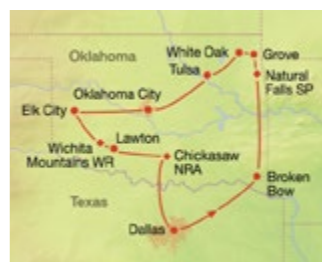 Oklahoma
White Oak
Grove
Tulsa
Natural
Falls SP
Oklahoma City
Elk City
Lawton
Wichita
Mountains WR
Chickasaw
NRA
Broken
Bow
Texas
Dallas